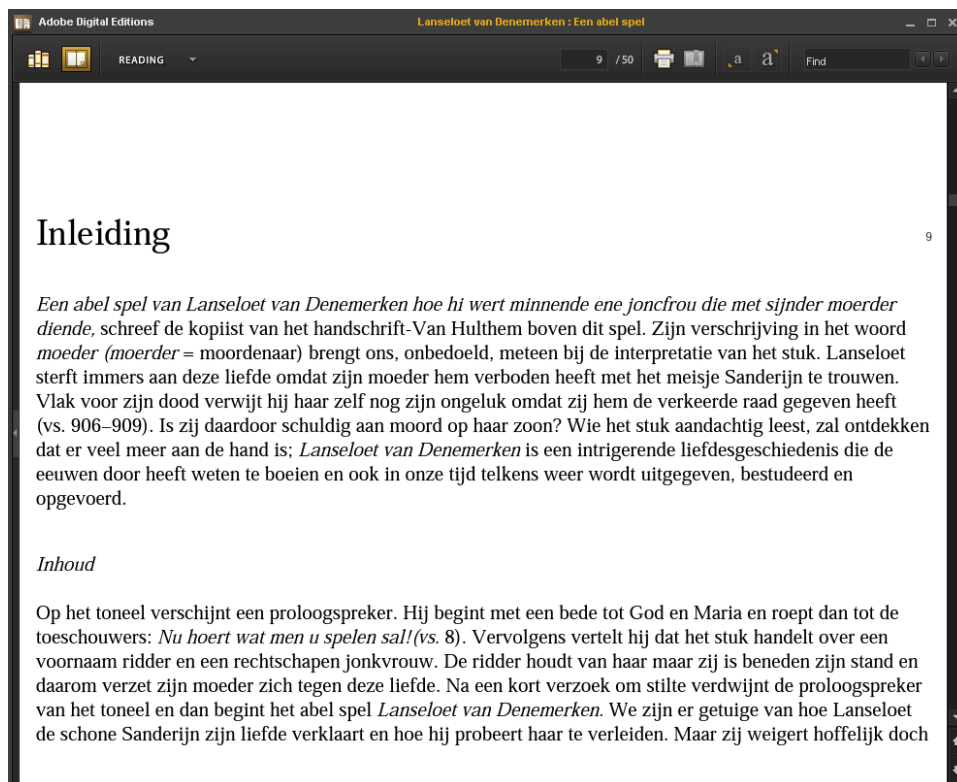 Adobe Digital Editions
Lanseloet van Denemerken : Een abel spel
READING
9 / 50
a a
Find
Inleiding
9
Een abel spel van Lanseloet van Denemerken hoe hi wert minnende ene joncfrou die met sijnder moerder
diende, schreef de kopiist van het handschrift-Van Hulthem boven dit spel. Zijn verschrijving in het woord
moeder (moerder = moordenaar) brengt ons, onbedoeld, meteen bij de interpretatie van het stuk. Lanseloet
sterft immers aan deze liefde omdat zijn moeder hem verboden heeft met het meisje Sanderijn te trouwen.
Vlak voor zijn dood verwijt hij haar zelf nog zijn ongeluk omdat zij hem de verkeerde raad gegeven heeft
(vs. 906–909). Is zij daardoor schuldig aan moord op haar zoon? Wie het stuk aandachtig leest, zal ontdekken
dat er veel meer aan de hand is; Lanseloet van Denemerken is een intrigerende liefdesgeschiedenis die de
eeuwen door heeft weten te boeien en ook in onze tijd telkens weer wordt uitgegeven, bestudeerd en
opgevoerd.
Inhoud
Op het toneel verschijnt een proloogspreker. Hij begint met een bede tot God en Maria en roept dan tot de
toeschouwers: Nu hoert wat men u spelen sal!(vs. 8). Vervolgens vertelt hij dat het stuk handelt over een
voornaam ridder en een rechtschapen jonkvrouw. De ridder houdt van haar maar zij is beneden zijn stand en
daarom verzet zijn moeder zich tegen deze liefde. Na een kort verzoek om stilte verdwijnt de proloogspreker
van het toneel en dan begint het abel spel Lanseloet van Denemerken. We zijn er getuige van hoe Lanseloet
de schone Sanderijn zijn liefde verklaart en hoe hij probeert haar te verleiden. Maar zij weigert hoffelijk doch